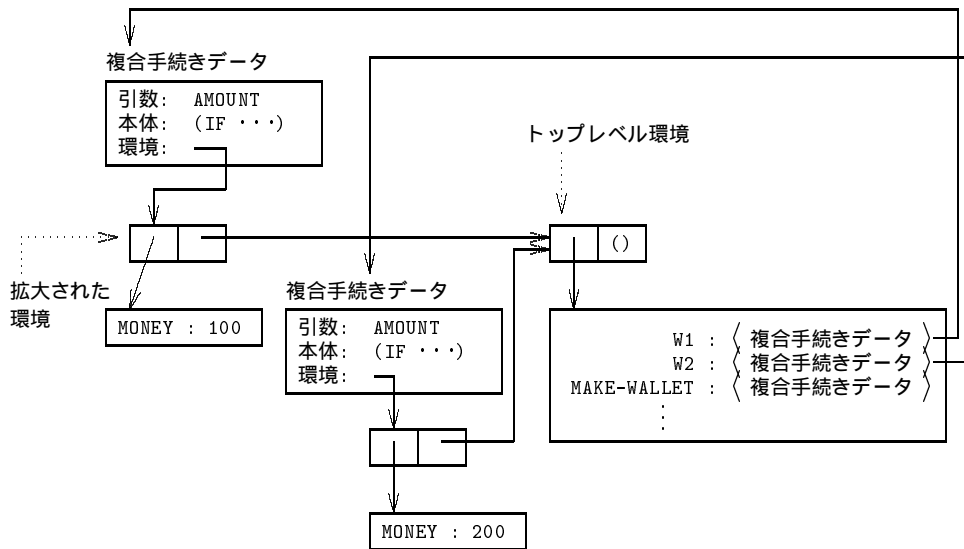 複合手続きデータ
引数: AMOUNT
本体: (IF ···)
環境:
トップレベル環境
()
拡大された
環境
MONEY : 100
複合手続きデータ
引数: AMOUNT
本体: (IF ···)
環境:
W1 : 〈 複合手続きデータ 〉
W2 : 〈 複合手続きデータ 〉
MAKE-WALLET : 〈 複合手続きデータ 〉
⋮
MONEY : 200